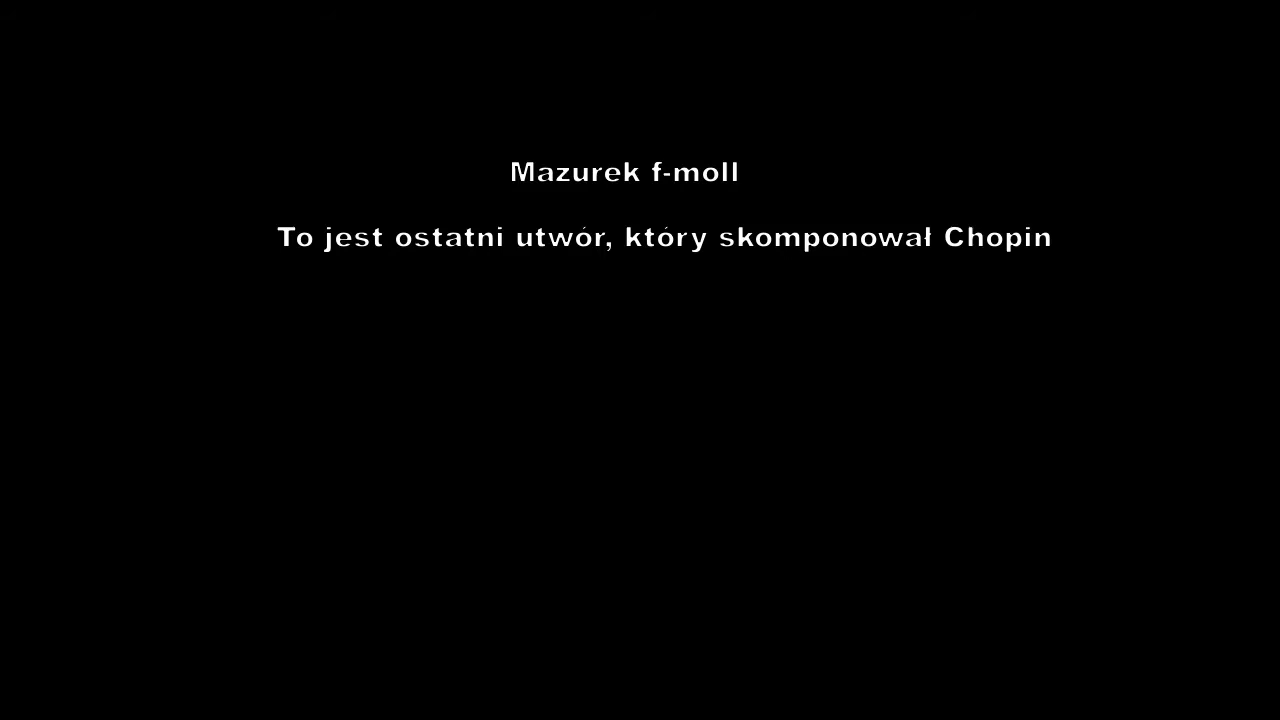 Mazurek f-moll
To jest ostatni utwór, który skomponował Chopin